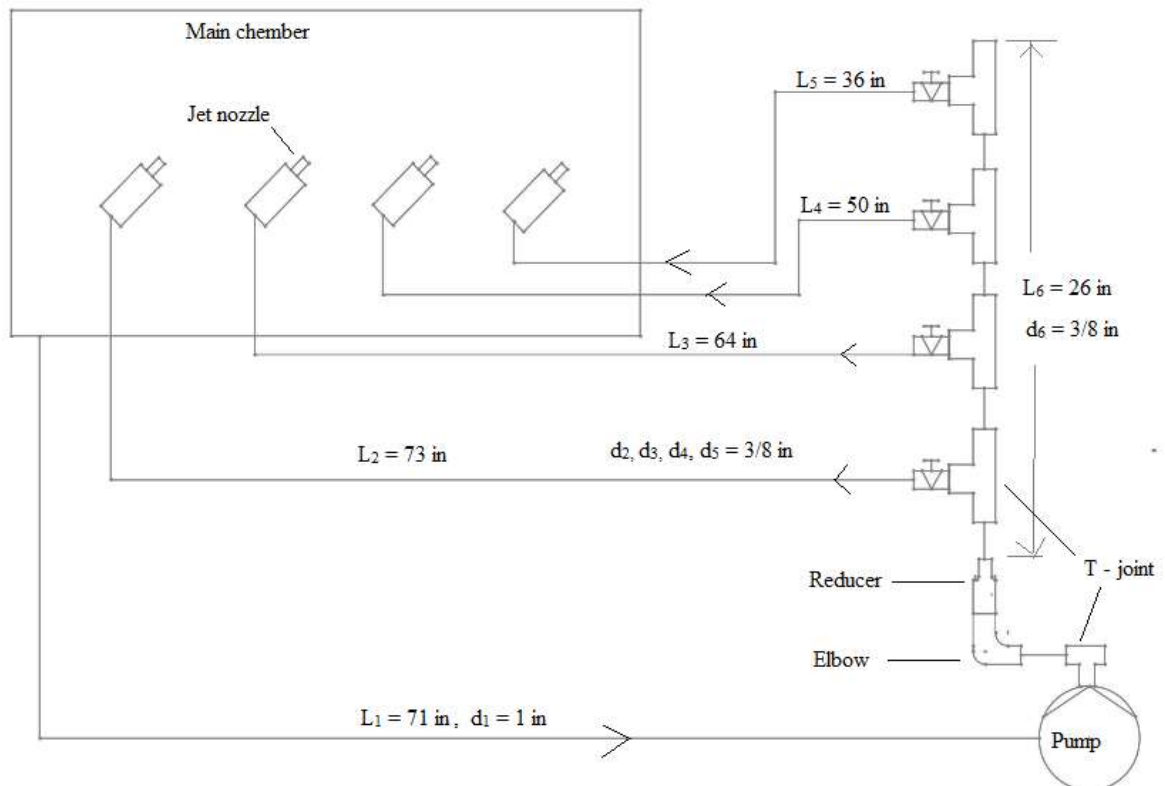 Main chember
Jet nozzle
L₅ = 36 in
L₄ = 50 in
L₆ = 26 in
d₆ = 3/8 in
L₃ = 64 in
L₂ = 73 in
d₂, d₃, d₄, d₅ = 3/8 in
Reducer
T - joint
Elbow
L₁ = 71 in , d₁ = 1 in
Pump